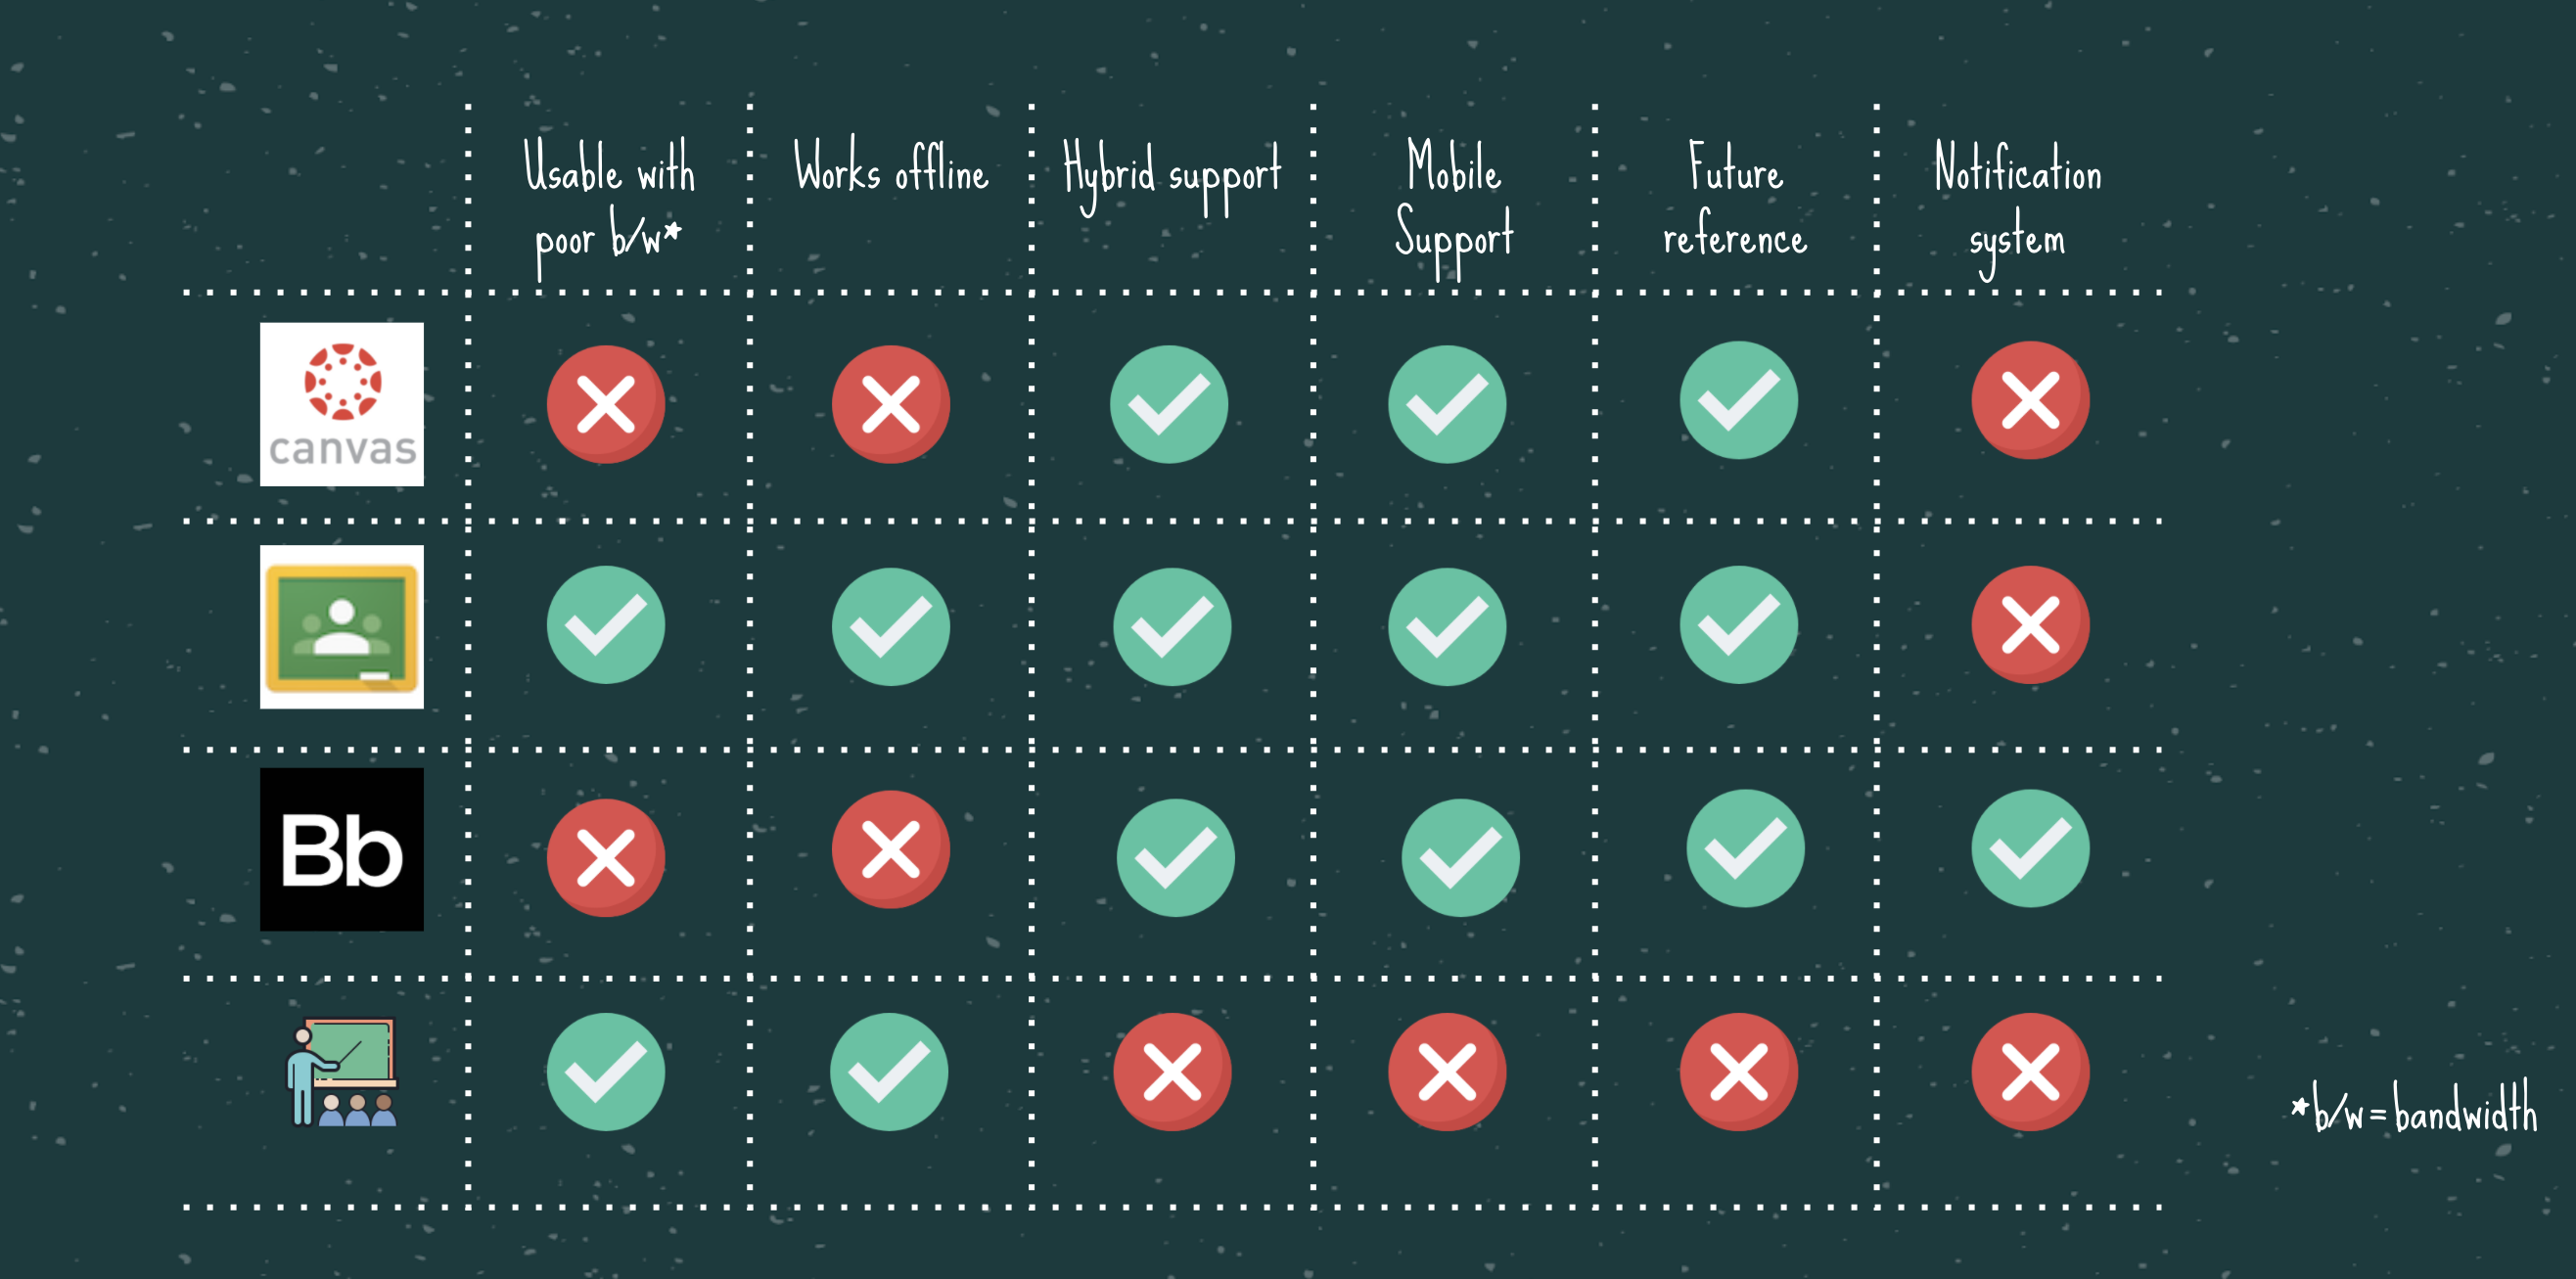 Usable with
poor b/w*
Works offline
Hybrid support
Mobile
Support
Future
reference
Notification
system
canvas
Bb
*b/w=bandwidth